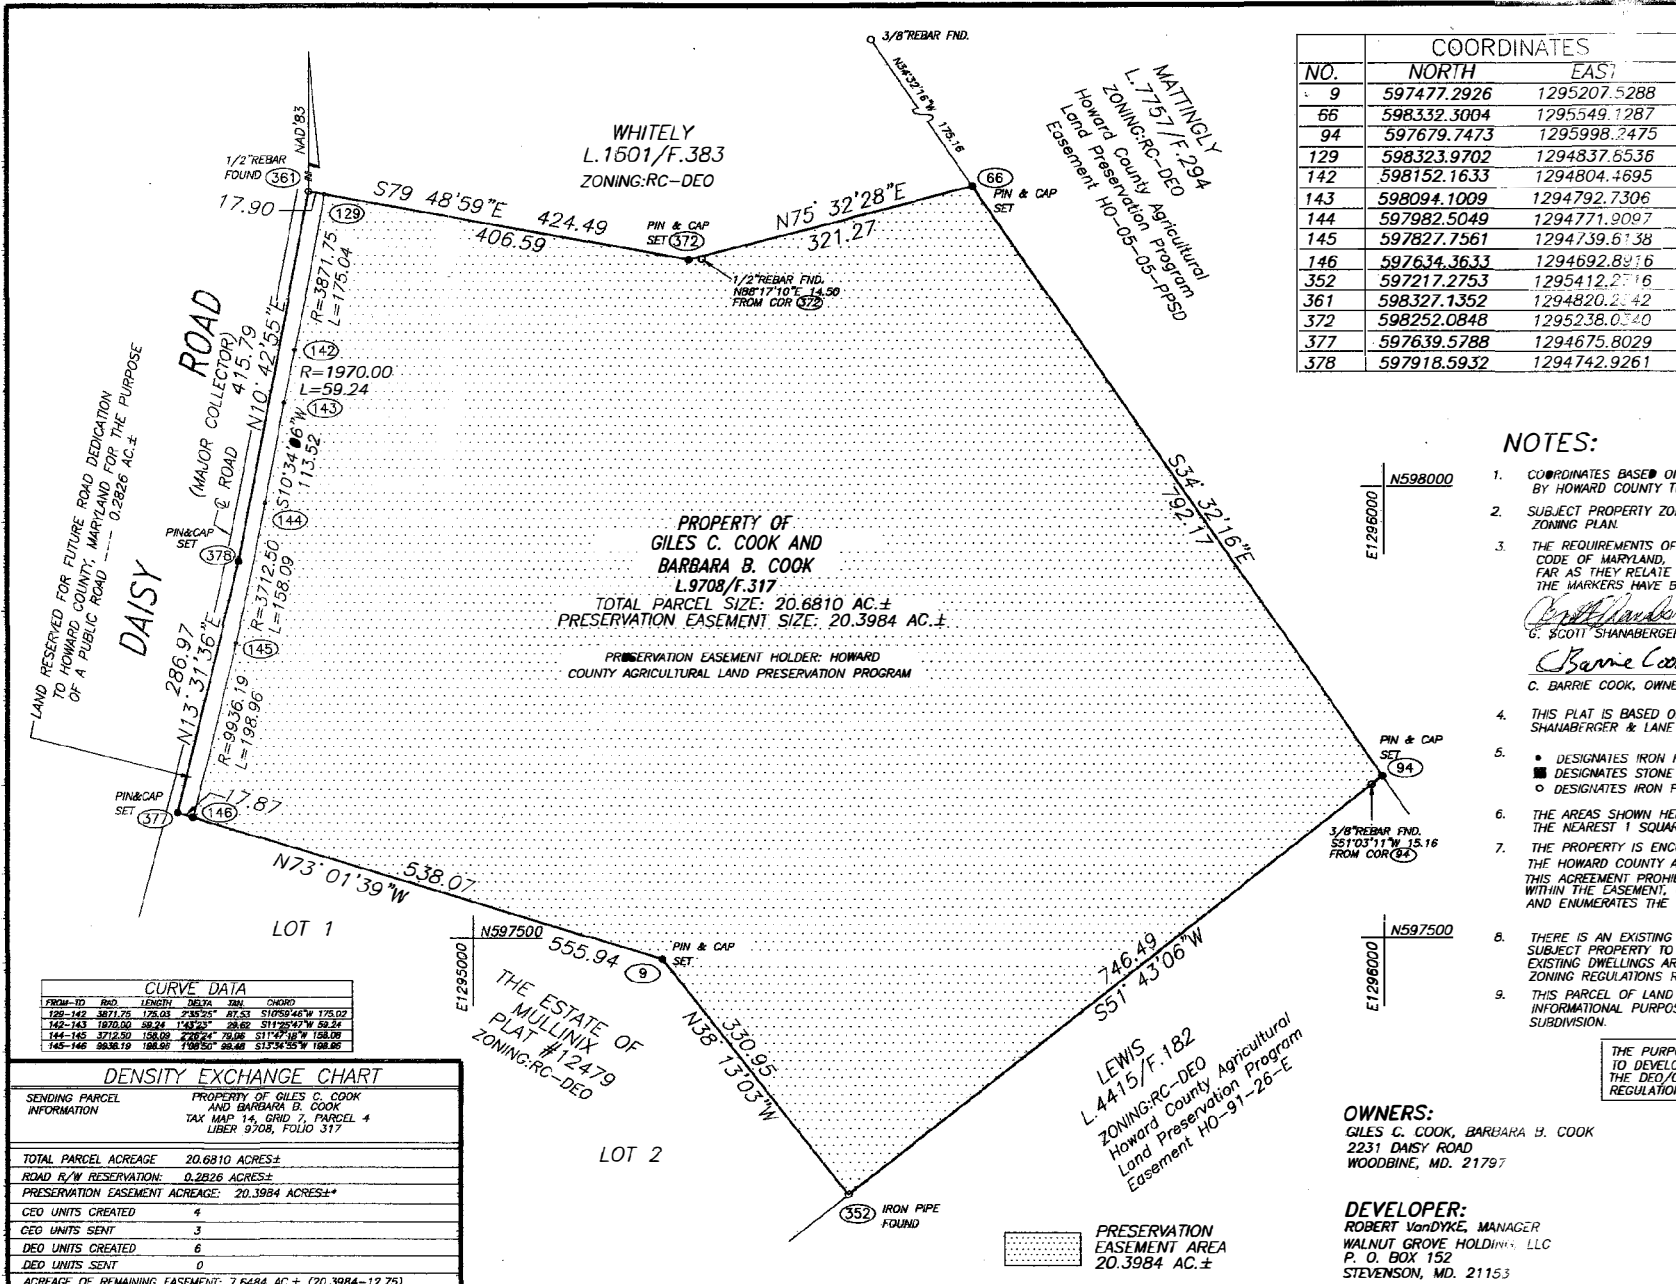 3/8"REBAR FND.
N34°32'16"W 175.16
MATTINGLY
L.7757/F.294
ZONING:RC-DEO
Howard County Agricultural
Land Preservation Program
Easement HO-05-05-PPSD
WHITELY
L.1601/F.383
ZONING:RC-DEO
NAD'83
1/2"REBAR
FOUND 361
N
17.90
129
S79 48'59"E
424.49
406.59
PIN & CAP
SET 372
N75° 32'28"E
321.27
66
PIN & CAP
SET
1/2"REBAR FND.
N88°17'10"E 14.50
FROM COR 372
COORDINATES
NO. NORTH EAST
9 597477.2926 1295207.5288
66 598332.3004 1295549.1287
94 597679.7473 1295998.2475
129 598323.9702 1294837.8536
142 598152.1633 1294804.4695
143 598094.1009 1294792.7306
144 597982.5049 1294771.9097
145 597827.7561 1294739.6138
146 597634.3633 1294692.8916
352 597217.2753
361 598327.1352
372 598252.0848
377 597639.5788 1294675.8029
378 597918.5932 1294742.9261
R=3871.75
L=175.04
142
R=1970.00
L=59.24
143
113.52
144
R=3712.50
L=158.09
145
R=9936.19
L=198.96
DAISY ROAD
(MAJOR COLLECTOR)
℄ ROAD
N10° 42'55"E
415.79
PIN&CAP
SET
378
N13° 31'36"E
286.97
LAND RESERVED FOR FUTURE ROAD DEDICATION
TO HOWARD COUNTY, MARYLAND FOR THE PURPOSE
OF A PUBLIC ROAD ---- 0.2826 AC.±
PROPERTY OF
GILES C. COOK AND
BARBARA B. COOK
L.9708/F.317
TOTAL PARCEL SIZE: 20.6810 AC.±
PRESERVATION EASEMENT SIZE: 20.3984 AC.±
PRESERVATION EASEMENT HOLDER: HOWARD
COUNTY AGRICULTURAL LAND PRESERVATION PROGRAM
S34° 32'16"E
792.17
N598000
E1296000
NOTES:
1. COORDINATES BASED
BY HOWARD COUNTY
2. SUBJECT PROPERTY
ZONING PLAN.
3. THE REQUIREMENTS OF
CODE OF MARYLAND,
FAR AS THEY RELATE
THE MARKERS HAVE
G. SCOTT SHANABERGER
C. BARRIE COOK,
4. THIS PLAT IS BASED
SHANABERGER & LANE
5. • DESIGNATES IRON
■ DESIGNATES STONE
○ DESIGNATES IRON
6. THE AREAS SHOWN
THE NEAREST 1
7. THE PROPERTY IS
THE HOWARD COUNTY
THIS AGREEMENT
WITHIN THE EASEMENT,
AND ENUMERATES THE
8. THERE IS AN EXISTING
SUBJECT PROPERTY TO
EXISTING DWELLINGS
ZONING REGULATIONS
9. THIS PARCEL OF LAND
INFORMATIONAL
SUBDIVISION.
PIN & CAP
SET
94
3/8"REBAR FND.
S51°03'11"W 15.16
FROM COR 94
PIN&CAP
SET 377
17.87
146
N73° 01'39"W
538.07
555.94
LOT 1
N597500
E1295000
PIN & CAP
SET
9
746.49
S51° 43'06"W
N597500
E1296000
THE ESTATE OF
MULLINIX
PLAT #12479
ZONING:RC-DEO
330.95
N38° 13'03"W
LOT 2
LEWIS
L.4415/F.182
ZONING:RC-DEO
Howard County Agricultural
Land Preservation Program
Easement HO-91-26-E
352
IRON PIPE
FOUND
CURVE DATA
FROM-TO RAD. LENGTH DELTA TAN. CHORD
129-142 3871.75 175.03 2°35'25" 87.53 S10°59'46"W 175.02
142-143 1970.00 59.24 1°43'23" 29.62 S11°25'47"W 59.24
144-145 3712.50 158.09 2°26'24" 79.06 S11°47'18"W 158.08
145-146 9936.19 198.96 1°08'50" 99.48 S13°34'55"W 198.96
DENSITY EXCHANGE CHART
SENDING PARCEL
INFORMATION
PROPERTY OF GILES C. COOK
AND BARBARA B. COOK
TAX MAP 14, GRID 7, PARCEL 4
LIBER 9708, FOLIO 317
TOTAL PARCEL ACREAGE 20.6810 ACRES±
ROAD R/W RESERVATION: 0.2826 ACRES±
PRESERVATION EASEMENT ACREAGE: 20.3984 ACRES±*
CEO UNITS CREATED 4
CEO UNITS SENT 3
DEO UNITS CREATED 6
DEO UNITS SENT 0
ACREAGE OF REMAINING EASEMENT: 7.6484 AC.± (20.3984-12.75)
PRESERVATION
EASEMENT AREA
20.3984 AC.±
OWNERS:
GILES C. COOK, BARBARA B. COOK
2231 DAISY ROAD
WOODBINE, MD. 21797
DEVELOPER:
ROBERT VanDYKE, MANAGER
WALNUT GROVE HOLDING, LLC
P. O. BOX 152
STEVENSON, MD. 21153
THE
TO
THE